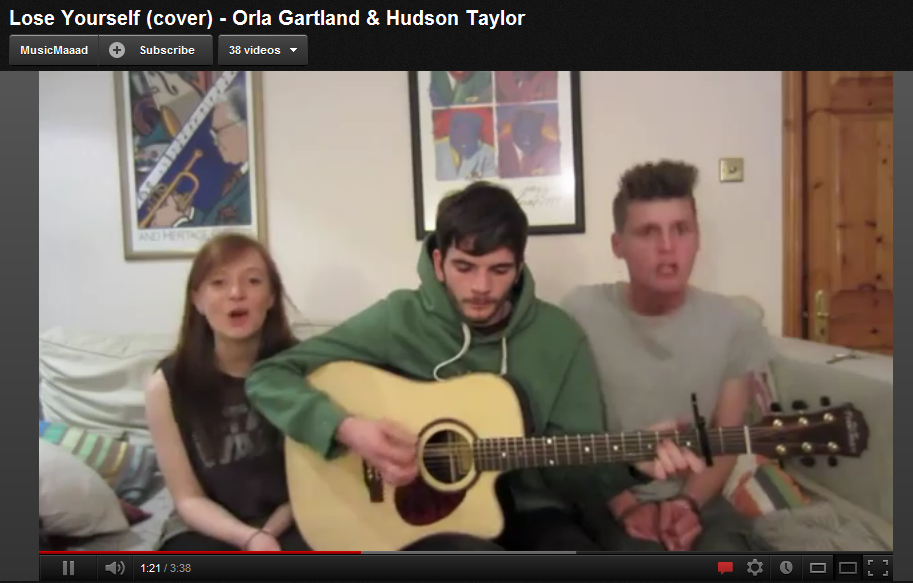 Lose Yourself (cover) - Orla Gartland & Hudson Taylor
MusicMaaad
Subscribe
38 videos
AND HERITAGE
1:21 / 3:38